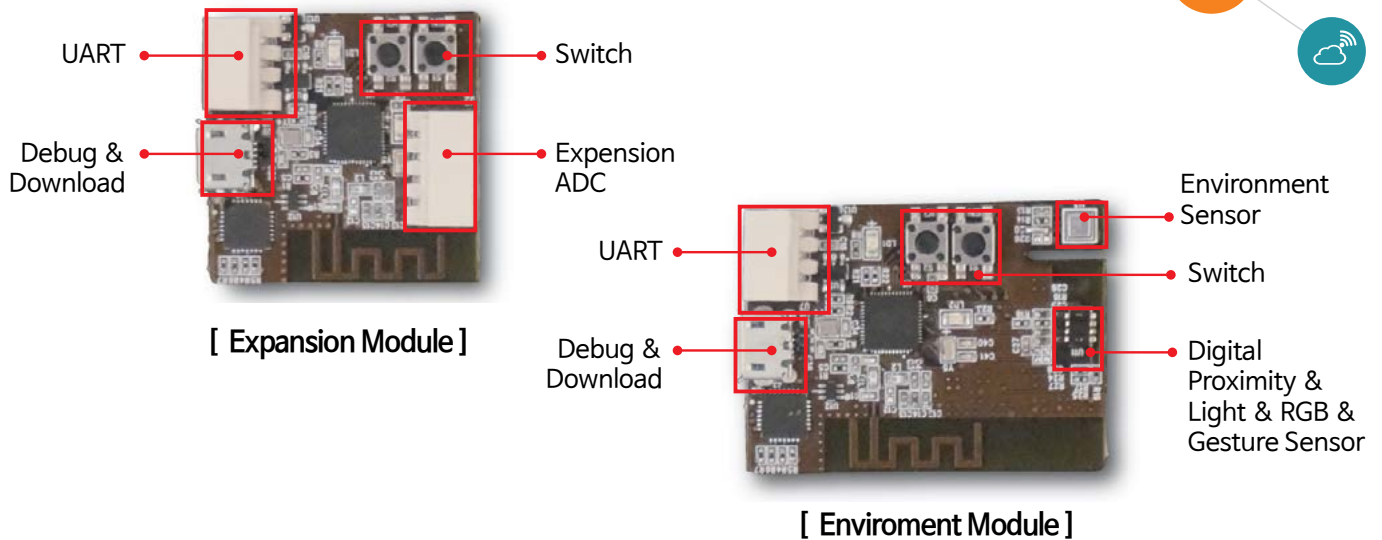 UART
Switch
Debug &
Download
Expension
ADC
[ Expansion Module ]
Environment
Sensor
UART
Switch
Debug &
Download
Digital
Proximity &
Light & RGB &
Gesture Sensor
[ Enviroment Module ]